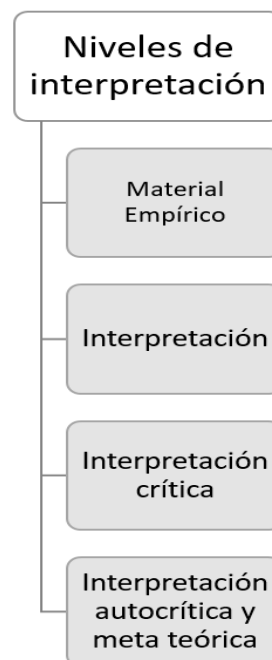 Niveles de
interpretación
Material
Empírico
Interpretación
Interpretación
crítica
Interpretación
autocrítica y
meta teórica